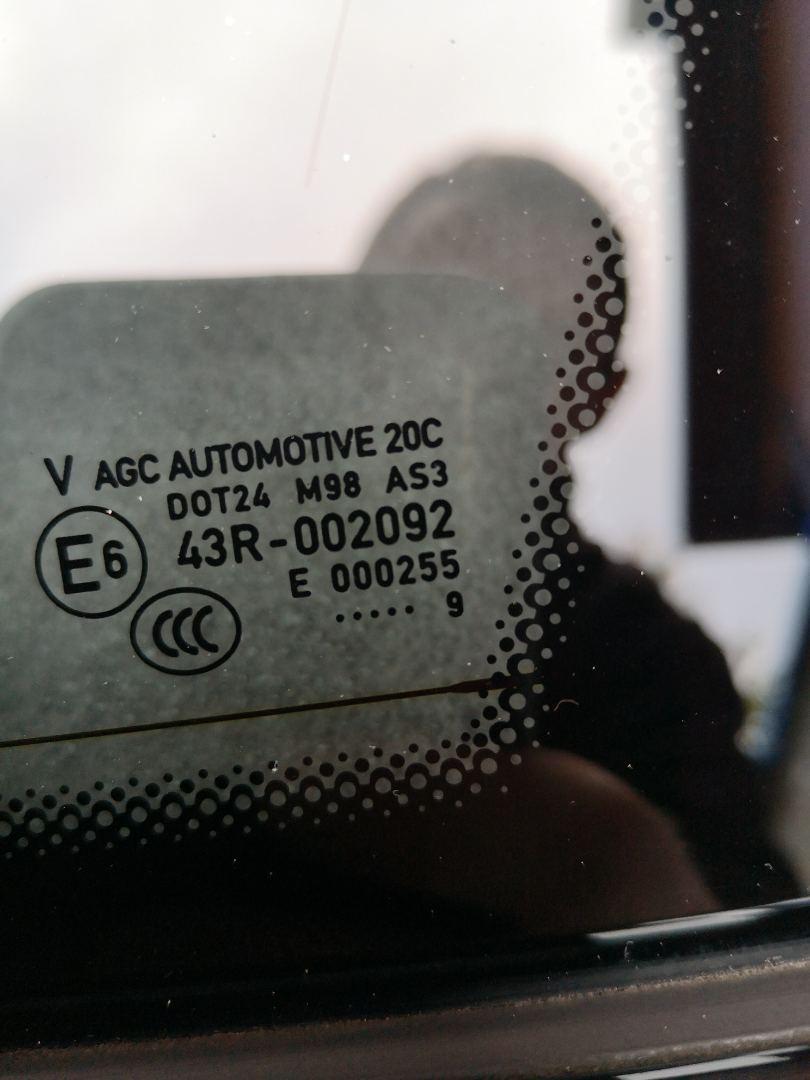 V AGC AUTOMOTIVE 20C
DOT24 M98 AS3
E6 43R-002092
E 000255
CCC ..... 9